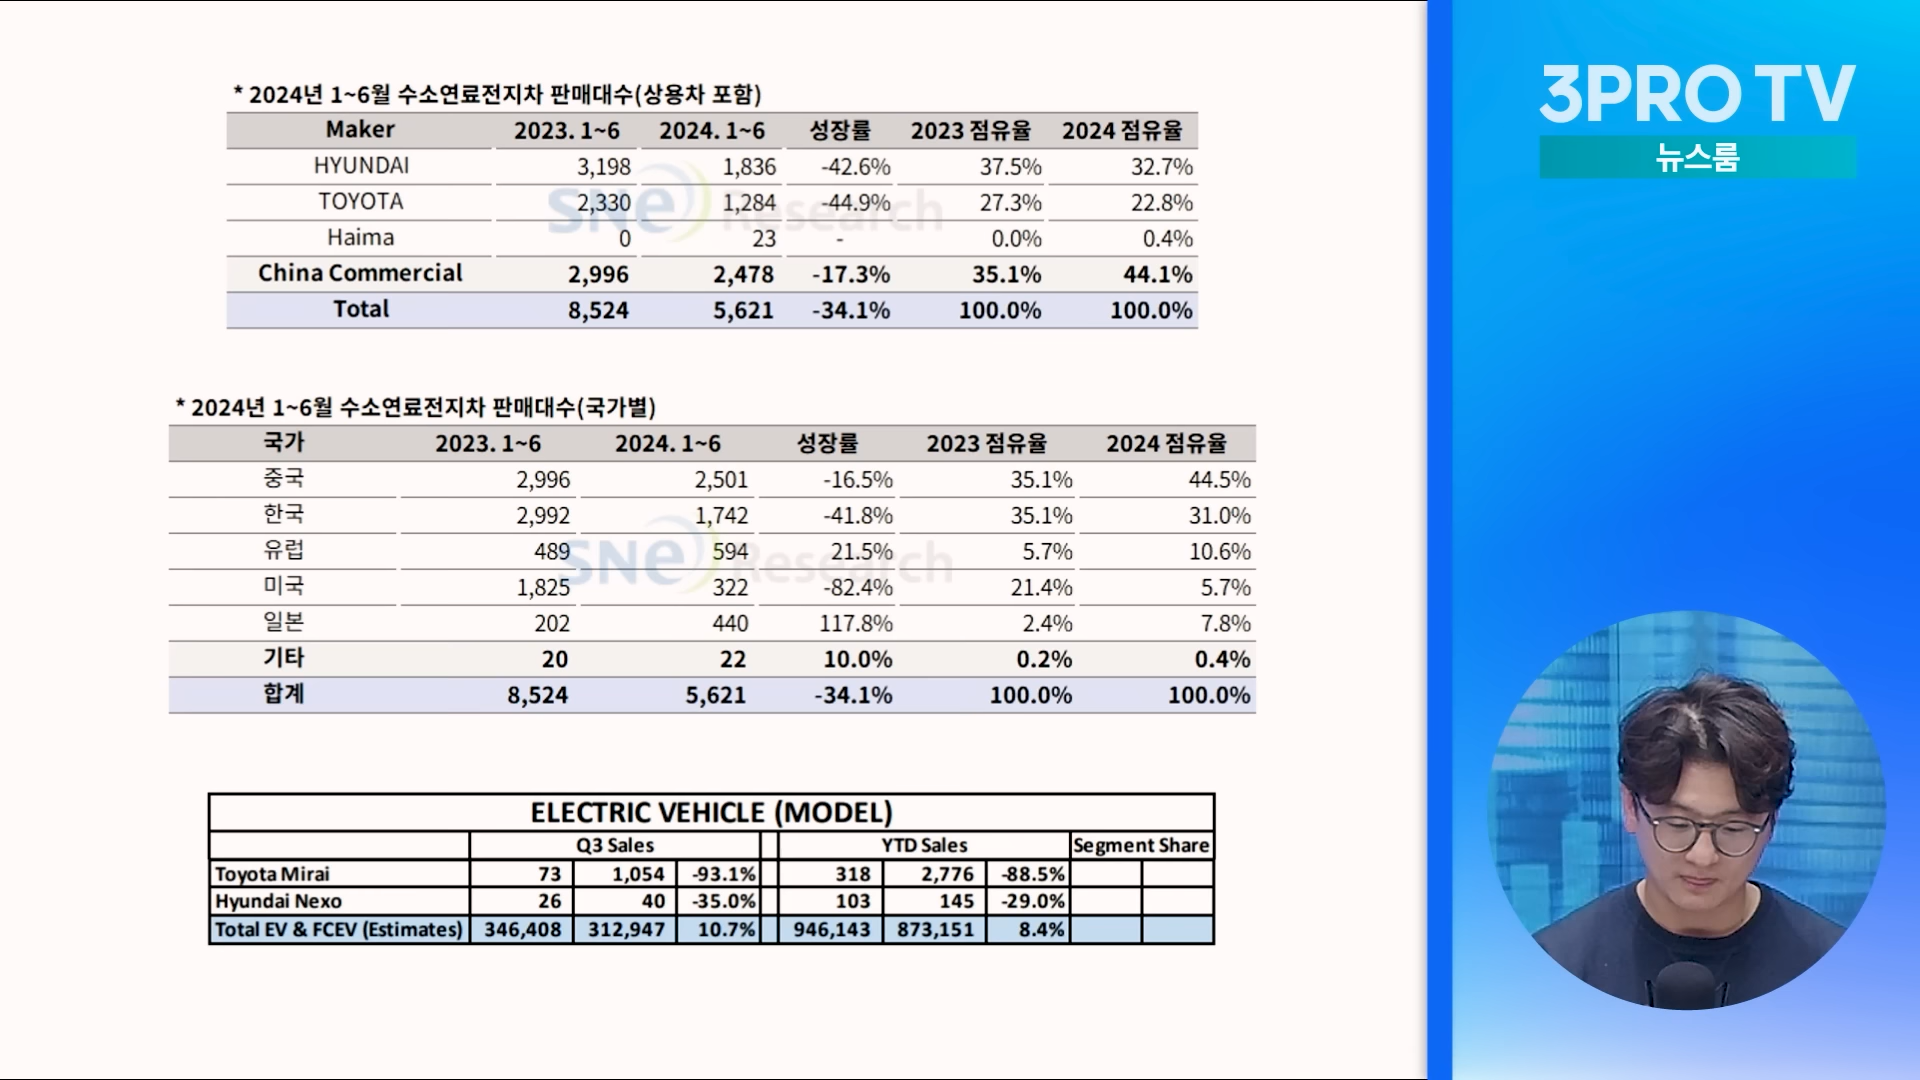 3PRO TV
뉴스룸
* 2024년 1~6월 수소연료전지차 판매대수(상용차 포함)
Maker 2023. 1~6 2024. 1~6 성장률 2023 점유율 2024 점유율
HYUNDAI 3,198 1,836 -42.6% 37.5% 32.7%
TOYOTA 2,330 1,284 -44.9% 27.3% 22.8%
Haima 0 23 - 0.0% 0.4%
China Commercial 2,996 2,478 -17.3% 35.1% 44.1%
Total 8,524 5,621 -34.1% 100.0% 100.0%
SNe Research
* 2024년 1~6월 수소연료전지차 판매대수(국가별)
국가 2023. 1~6 2024. 1~6 성장률 2023 점유율 2024 점유율
중국 2,996 2,501 -16.5% 35.1% 44.5%
한국 2,992 1,742 -41.8% 35.1% 31.0%
유럽 489 594 21.5% 5.7% 10.6%
미국 1,825 322 -82.4% 21.4% 5.7%
일본 202 440 117.8% 2.4% 7.8%
기타 20 22 10.0% 0.2% 0.4%
합계 8,524 5,621 -34.1% 100.0% 100.0%
SNe Research
ELECTRIC VEHICLE (MODEL)
Q3 Sales YTD Sales Segment Share
Toyota Mirai 73 1,054 -93.1% 318 2,776 -88.5%
Hyundai Nexo 26 40 -35.0% 103 145 -29.0%
Total EV & FCEV (Estimates) 346,408 312,947 10.7% 946,143 873,151 8.4%